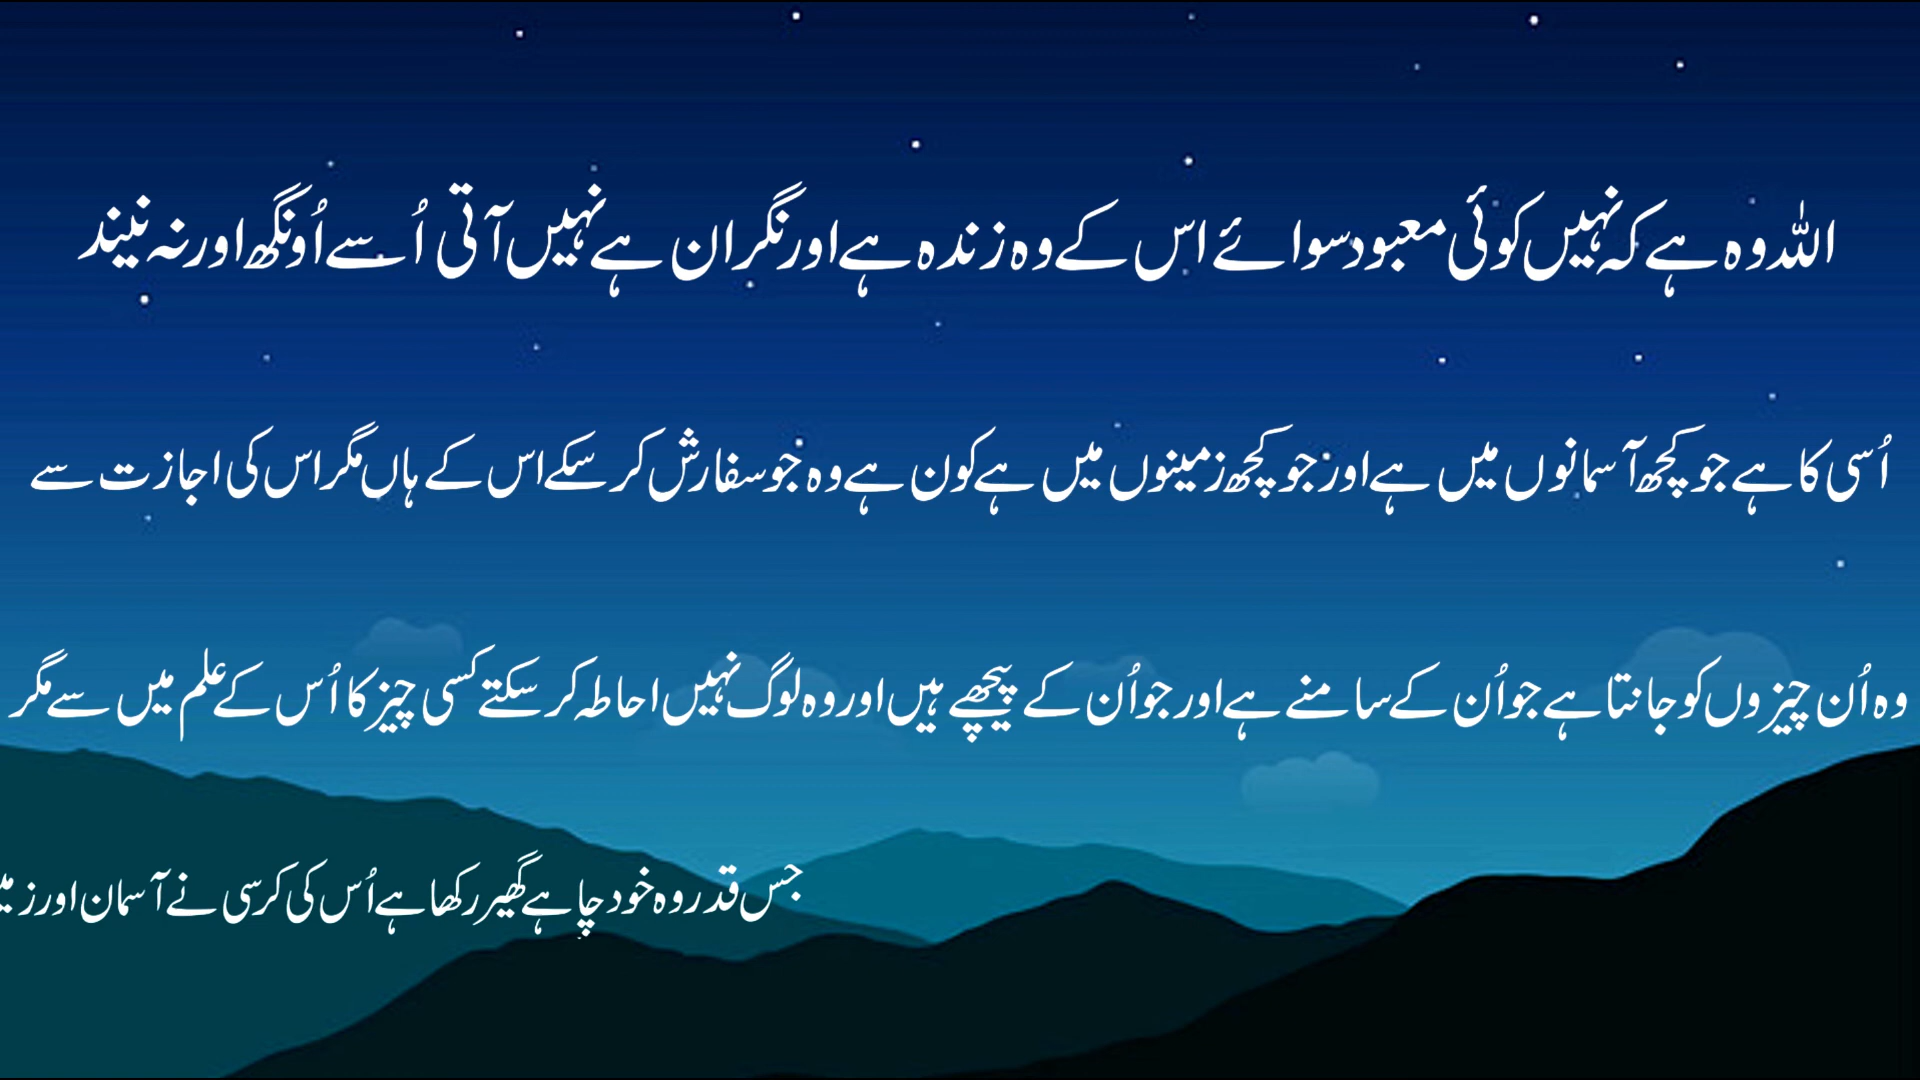 اللہ وہ ہے کہ نہیں کوئی معبود سوائے اس کے وہ زندہ ہے اور نگران ہے نہیں آتی اُسے اُونگھ اور نہ نیند
اُسی کا ہے جو کچھ آسمانوں میں ہے اور جو کچھ زمینوں میں ہے کون ہے وہ جو سفارش کر سکے اس کے ہاں مگر اس کی اجازت سے
وہ اُن چیزوں کو جانتا ہے جو اُن کے سامنے ہے اور جو اُن کے پیچھے ہیں اور وہ لوگ نہیں احاطہ کر سکتے کسی چیز کا اُس کے علم میں سے مگر
جس قدر وہ خود چاہے گھیر رکھا ہے اُس کی کرسی نے آسمان اور